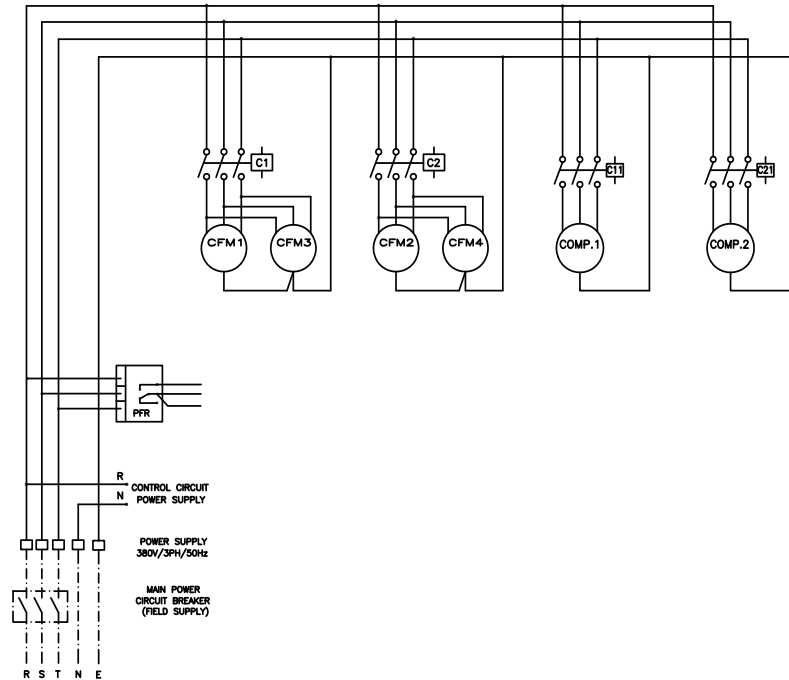 C1
C2
C11
C21
CFM1
CFM3
CFM2
CFM4
COMP.1
COMP.2
PFR
R
CONTROL CIRCUIT
N
POWER SUPPLY
POWER SUPPLY
380V/3PH/50Hz
MAIN POWER
CIRCUIT BREAKER
(FIELD SUPPLY)
R S T N E